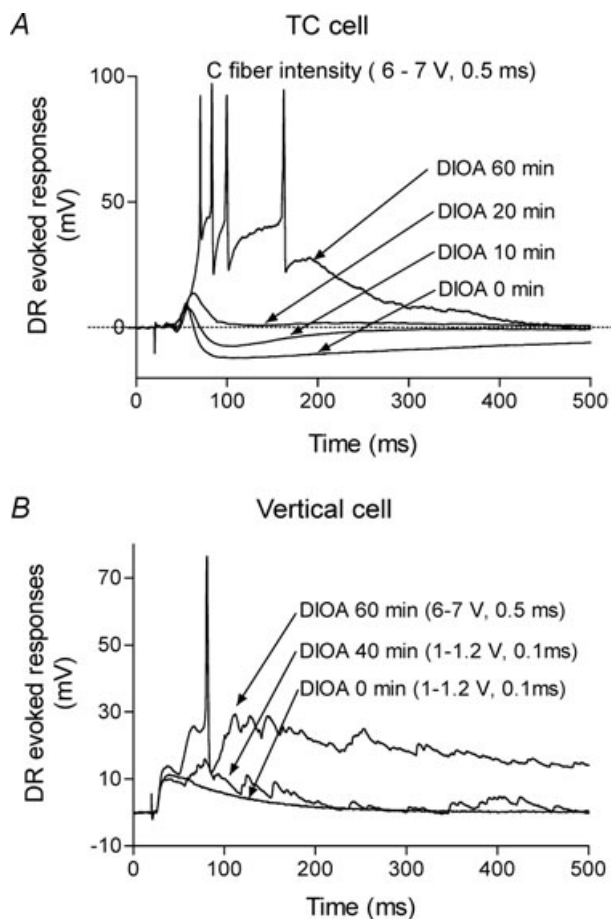 A
TC cell
C fiber intensity ( 6 - 7 V, 0.5 ms)
DR evoked responses
(mV)
100
50
0
DIOA 60 min
DIOA 20 min
DIOA 10 min
DIOA 0 min
0 100 200 300 400 500
Time (ms)
B
Vertical cell
DR evoked responses
(mV)
70
50
30
10
-10
DIOA 60 min (6-7 V, 0.5 ms)
DIOA 40 min (1-1.2 V, 0.1ms)
DIOA 0 min (1-1.2 V, 0.1ms)
0 100 200 300 400 500
Time (ms)